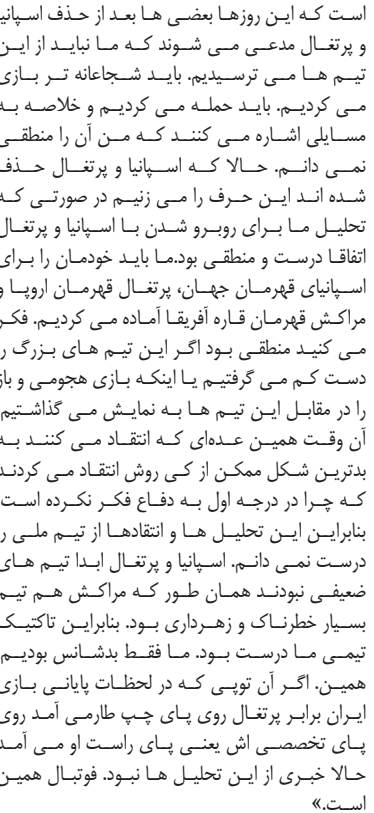 است که این روزها بعضی ها بعد از حذف اسپانیا
و پرتغال مدعی می شوند که ما نباید از این
تیم ها می ترسیدیم. باید شجاعانه تر بازی
می کردیم. باید حمله می کردیم و خلاصه به
مسایلی اشاره می کنند که من آن را منطقی
نمی دانم. حالا که اسپانیا و پرتغال حذف
شده اند این حرف را می زنیم در صورتی که
تحلیل ما برای روبرو شدن با اسپانیا و پرتغال
اتفاقا درست و منطقی بود.ما باید خودمان را برای
اسپانیای قهرمان جهان، پرتغال قهرمان اروپا و
مراکش قهرمان قاره آفریقا آماده می کردیم. فکر
می کنید منطقی بود اگر این تیم های بزرگ را
دست کم می گرفتیم یا اینکه بازی هجومی و باز
را در مقابل این تیم ها به نمایش می گذاشتیم
آن وقت همین عده‌ای که انتقاد می کنند به
بدترین شکل ممکن از کی روش انتقاد می کردند
که چرا در درجه اول به دفاع فکر نکرده است.
بنابراین این تحلیل ها و انتقادها از تیم ملی را
درست نمی دانم. اسپانیا و پرتغال ابدا تیم های
ضعیفی نبودند همان طور که مراکش هم تیم
بسیار خطرناک و زهرداری بود. بنابراین تاکتیک
تیمی ما درست بود. ما فقط بدشانس بودیم
همین. اگر آن توپی که در لحظات پایانی بازی
ایران برابر پرتغال روی پای چپ طارمی آمد روی
پای تخصصی اش یعنی پای راست او می آمد
حالا خبری از این تحلیل ها نبود. فوتبال همین
است.»